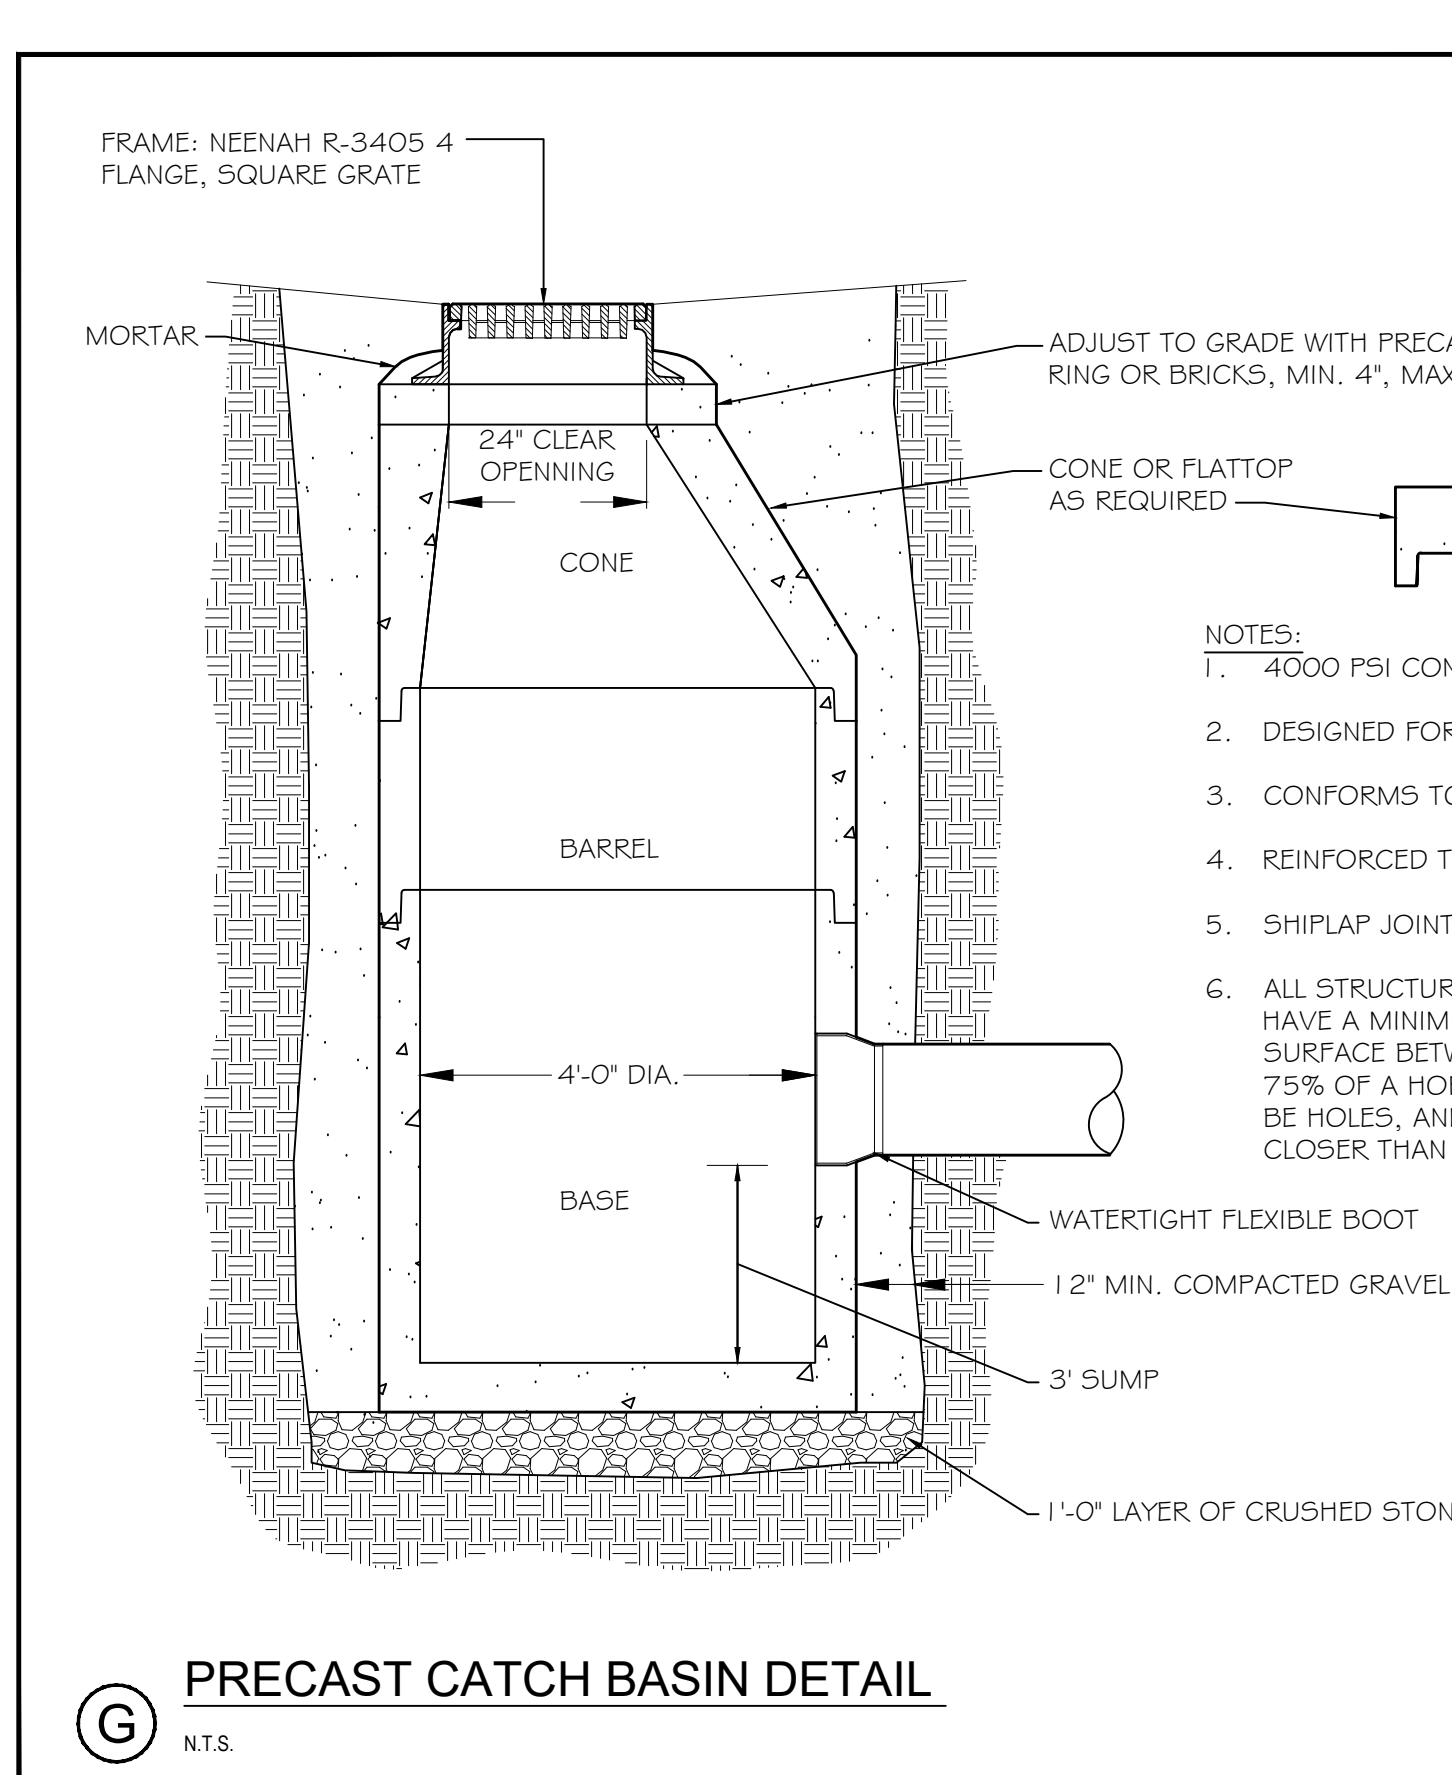 FRAME: NEENAH R-3405 4
FLANGE, SQUARE GRATE
MORTAR
ADJUST TO GRADE WITH PRECA
RING OR BRICKS, MIN. 4", MAX
24" CLEAR
OPENNING
CONE OR FLATTOP
AS REQUIRED
CONE
NOTES:
1. 4000 PSI CON
2. DESIGNED FOR
3. CONFORMS TO
BARREL
4. REINFORCED T
5. SHIPLAP JOINT
6. ALL STRUCTUR
HAVE A MINIM
SURFACE BETW
75% OF A HOL
BE HOLES, AND
CLOSER THAN
4'-0" DIA.
BASE
WATERTIGHT FLEXIBLE BOOT
12" MIN. COMPACTED GRAVEL
3' SUMP
1'-0" LAYER OF CRUSHED STON
PRECAST CATCH BASIN DETAIL
G
N.T.S.